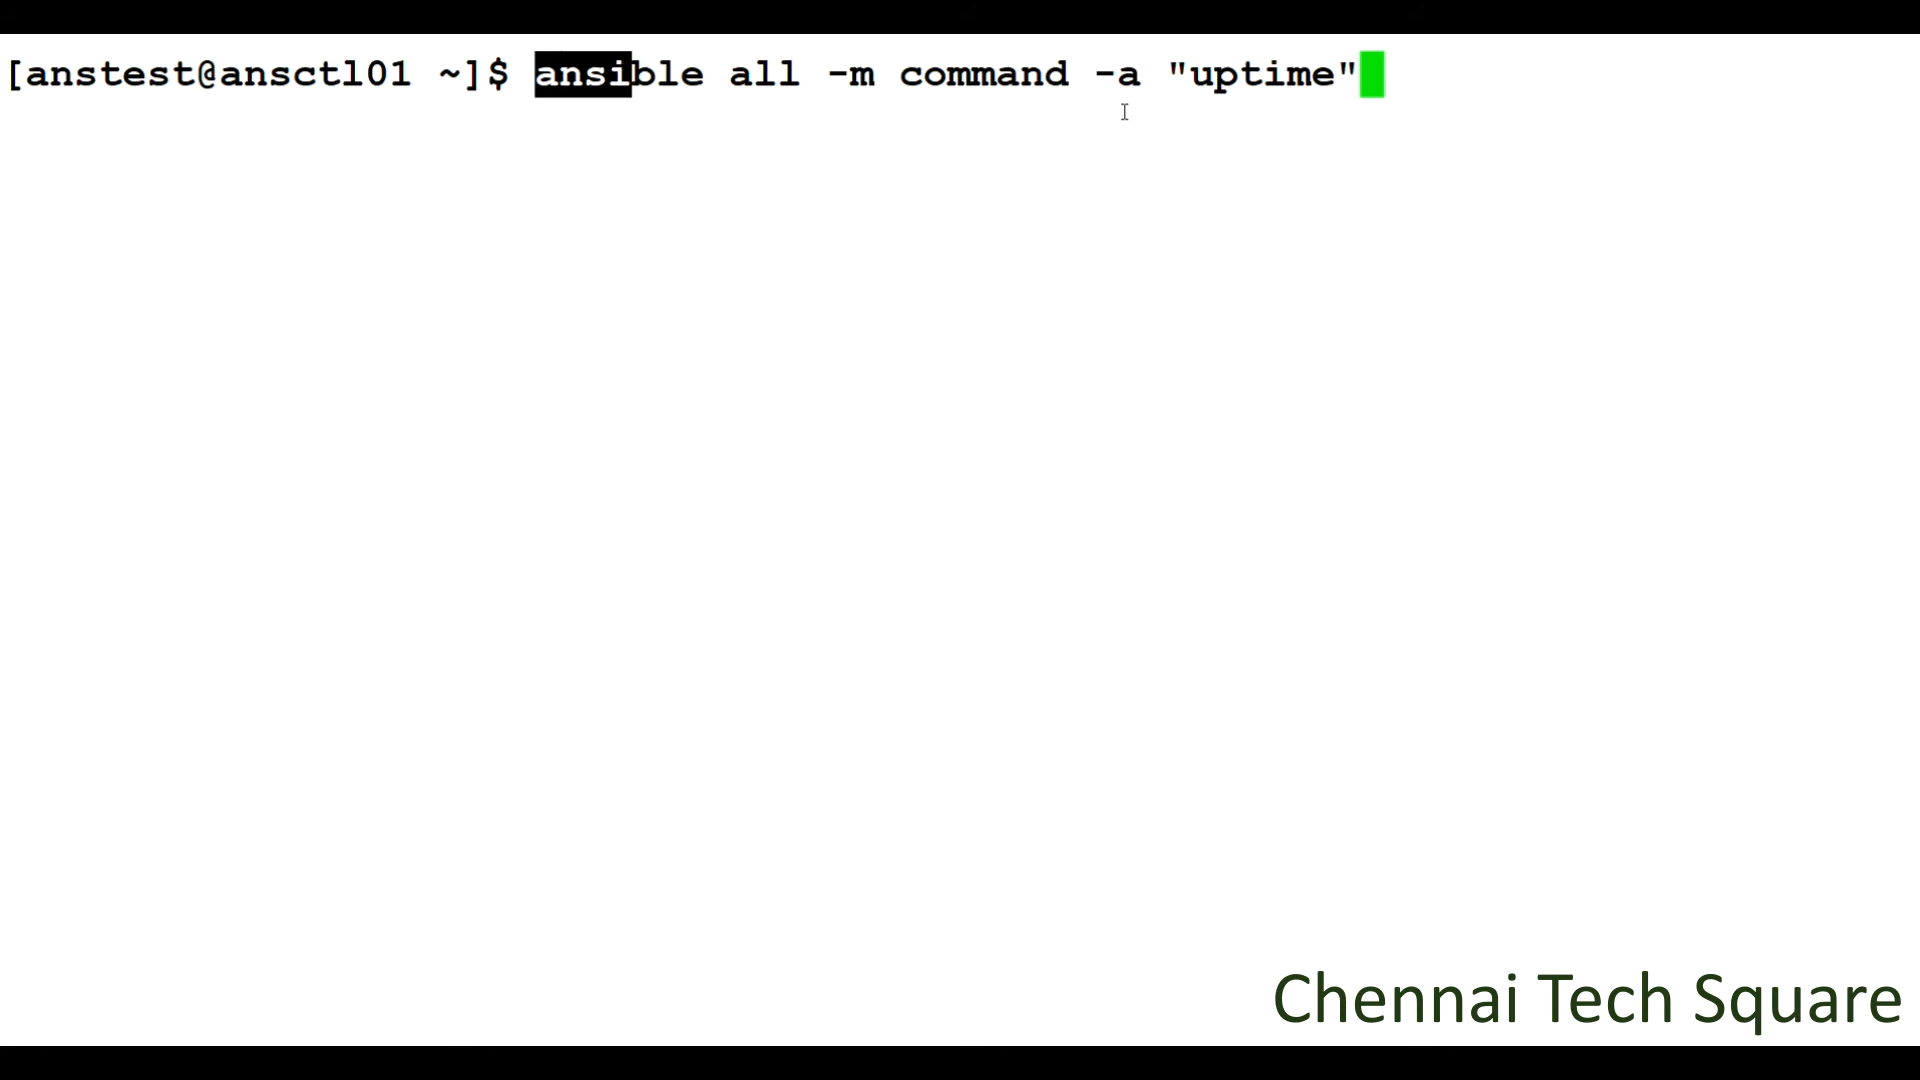 [anstest@ansctl01 ~]$ ansible all -m command -a "uptime"
Chennai Tech Square